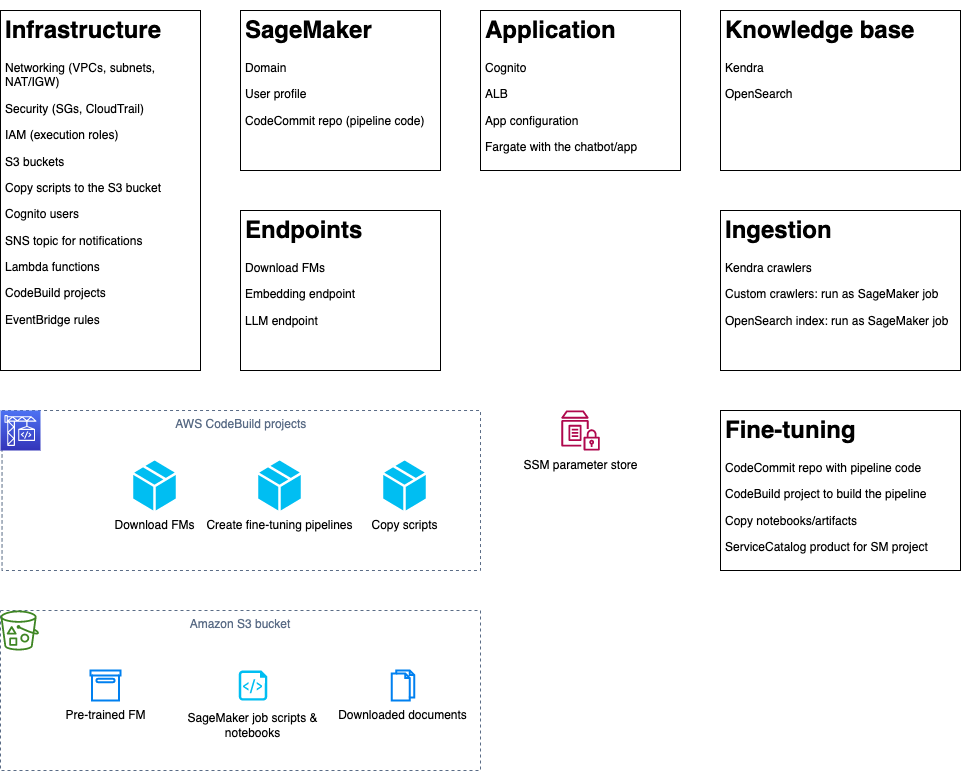 Infrastructure
Networking (VPCs, subnets,
NAT/IGW)
Security (SGs, CloudTrail)
IAM (execution roles)
S3 buckets
Copy scripts to the S3 bucket
Cognito users
SNS topic for notifications
Lambda functions
CodeBuild projects
EventBridge rules
SageMaker
Domain
User profile
CodeCommit repo (pipeline code)
Application
Cognito
ALB
App configuration
Fargate with the chatbot/app
Knowledge base
Kendra
OpenSearch
Endpoints
Download FMs
Embedding endpoint
LLM endpoint
Ingestion
Kendra crawlers
Custom crawlers: run as SageMaker job
OpenSearch index: run as SageMaker job
AWS CodeBuild projects
Download FMs
Create fine-tuning pipelines
Copy scripts
SSM parameter store
Fine-tuning
CodeCommit repo with pipeline code
CodeBuild project to build the pipeline
Copy notebooks/artifacts
ServiceCatalog product for SM project
Amazon S3 bucket
Pre-trained FM
SageMaker job scripts &
notebooks
Downloaded documents